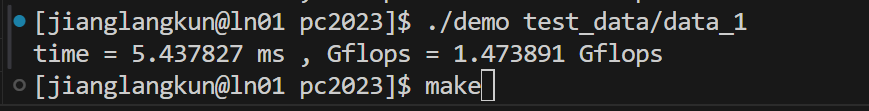 [jianglangkun@ln01 pc2023]$ ./demo test_data/data_1
time = 5.437827 ms , Gflops = 1.473891 Gflops
[jianglangkun@ln01 pc2023]$ make